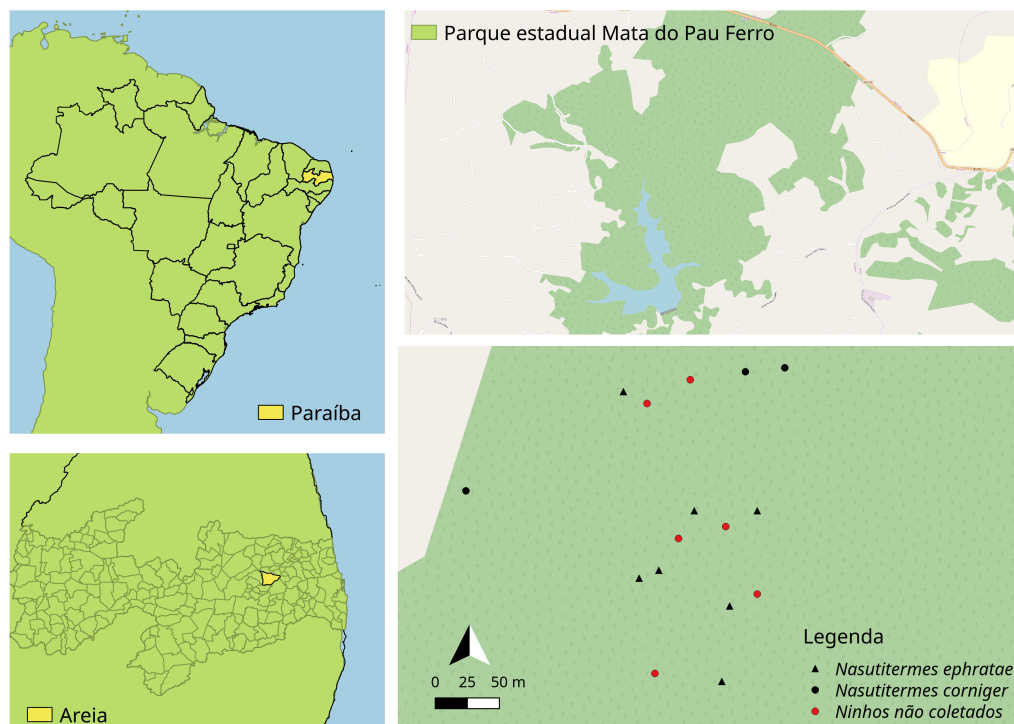 Paraíba
Areia
Parque estadual Mata do Pau Ferro
0 25 50 m
Legenda
Nasutitermes ephratae
Nasutitermes corniger
Ninhos não coletados